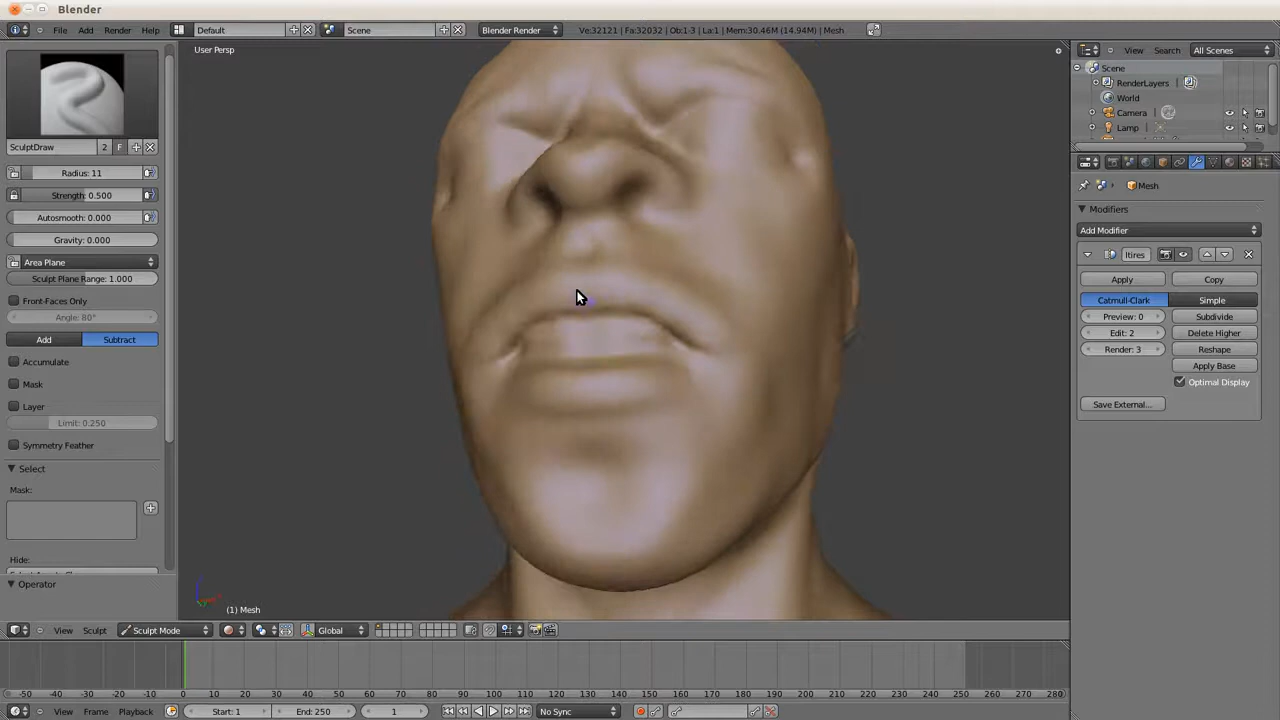 Blender
File Add Render Help Default Scene Blender Render Ve:32121 | Fa:32032 | Ob:1-3 | La:1 | Mem:30.46M (14.94M) | Mesh
User Persp
View Search All Scenes
Scene
RenderLayers
World
Camera
Lamp
SculptDraw 2 F
Radius: 11
Strength: 0.500
Autosmooth: 0.000
Gravity: 0.000
Area Plane
Sculpt Plane Range: 1.000
Front-Faces Only
Angle: 80°
Add Subtract
Accumulate
Mask
Layer
Limit: 0.250
Symmetry Feather
Select
Mask:
Hide:
Operator
Mesh
Modifiers
Add Modifier
ltires
Apply Copy
Catmull-Clark Simple
Preview: 0 Subdivide
Edit: 2 Delete Higher
Render: 3 Reshape
Apply Base
Optimal Display
Save External...
(1) Mesh
View Sculpt Sculpt Mode Global
-50 -40 -30 -20 -10 0 10 20 30 40 50 60 70 80 90 100 110 120 130 140 150 160 170 180 190 200 210 220 230 240 250 260 270 280
View Frame Playback Start: 1 End: 250 1 No Sync